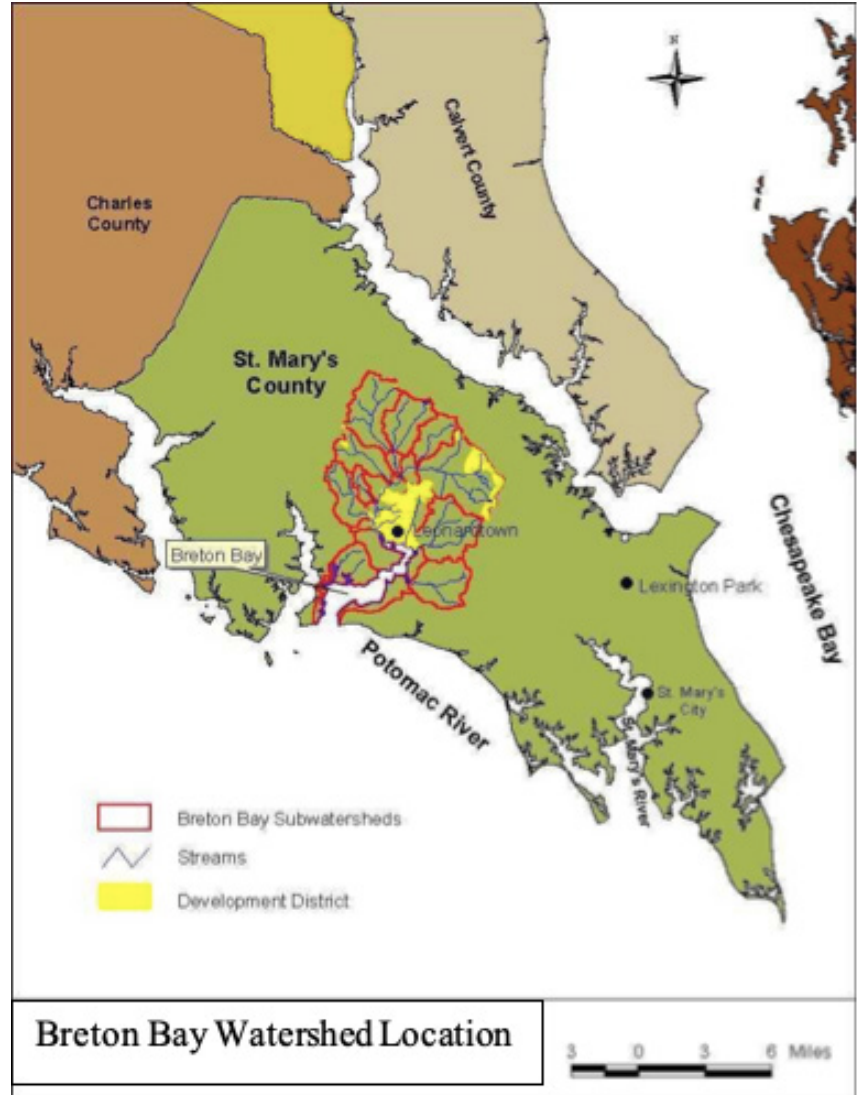 N
Calvert County
Charles
County
St. Mary's
County
Leonardtown
Breton Bay
Lexington Park
Chesapeake Bay
Potomac River
St. Mary's
City
St. Mary's River
Breton Bay Subwatersheds
Streams
Development District
Breton Bay Watershed Location
3 0 3 6 Miles